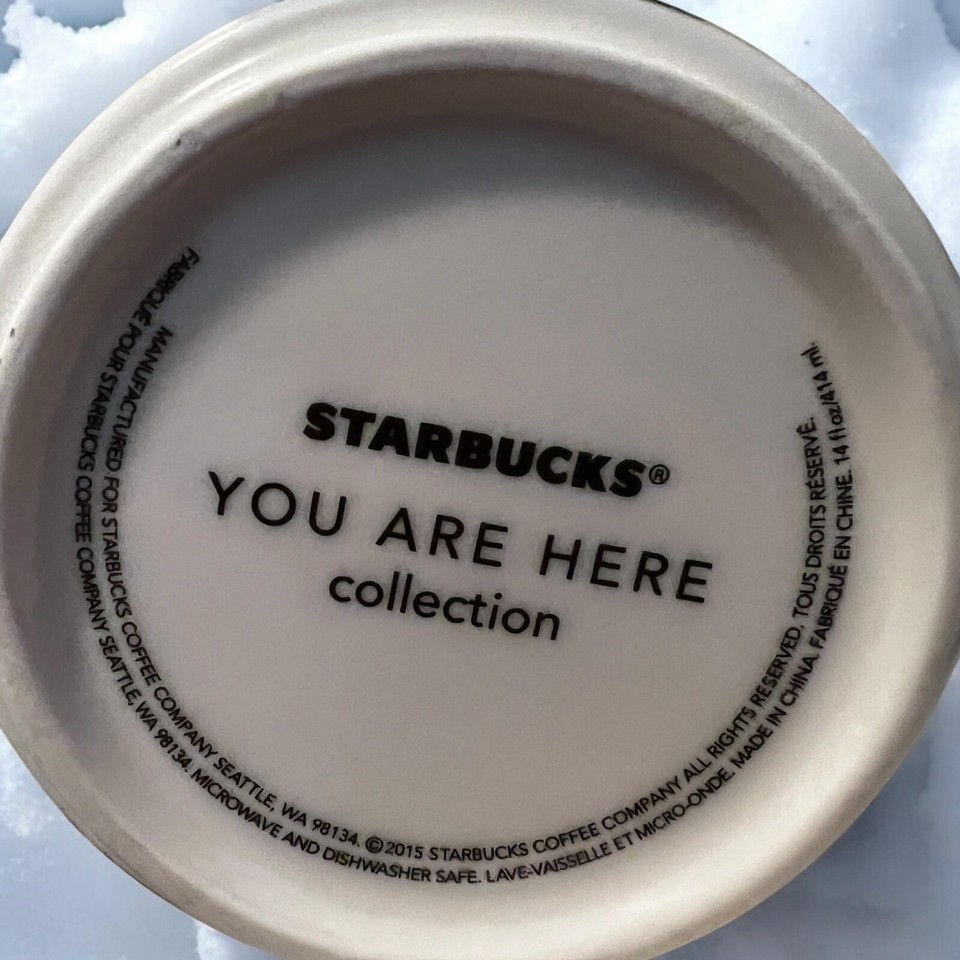 STARBUCKS®
YOU ARE HERE
collection
MANUFACTURED FOR STARBUCKS COFFEE COMPANY SEATTLE, WA 98134. ©2015 STARBUCKS COFFEE COMPANY ALL RIGHTS RESERVED. TOUS DROITS RÉSERVÉ.
FABRIQUÉ POUR STARBUCKS COFFEE COMPANY SEATTLE, WA 98134. MICROWAVE AND DISHWASHER SAFE. LAVE-VAISSELLE ET MICRO-ONDE. MADE IN CHINA. FABRIQUÉ EN CHINE. 14 fl oz/414 ml.